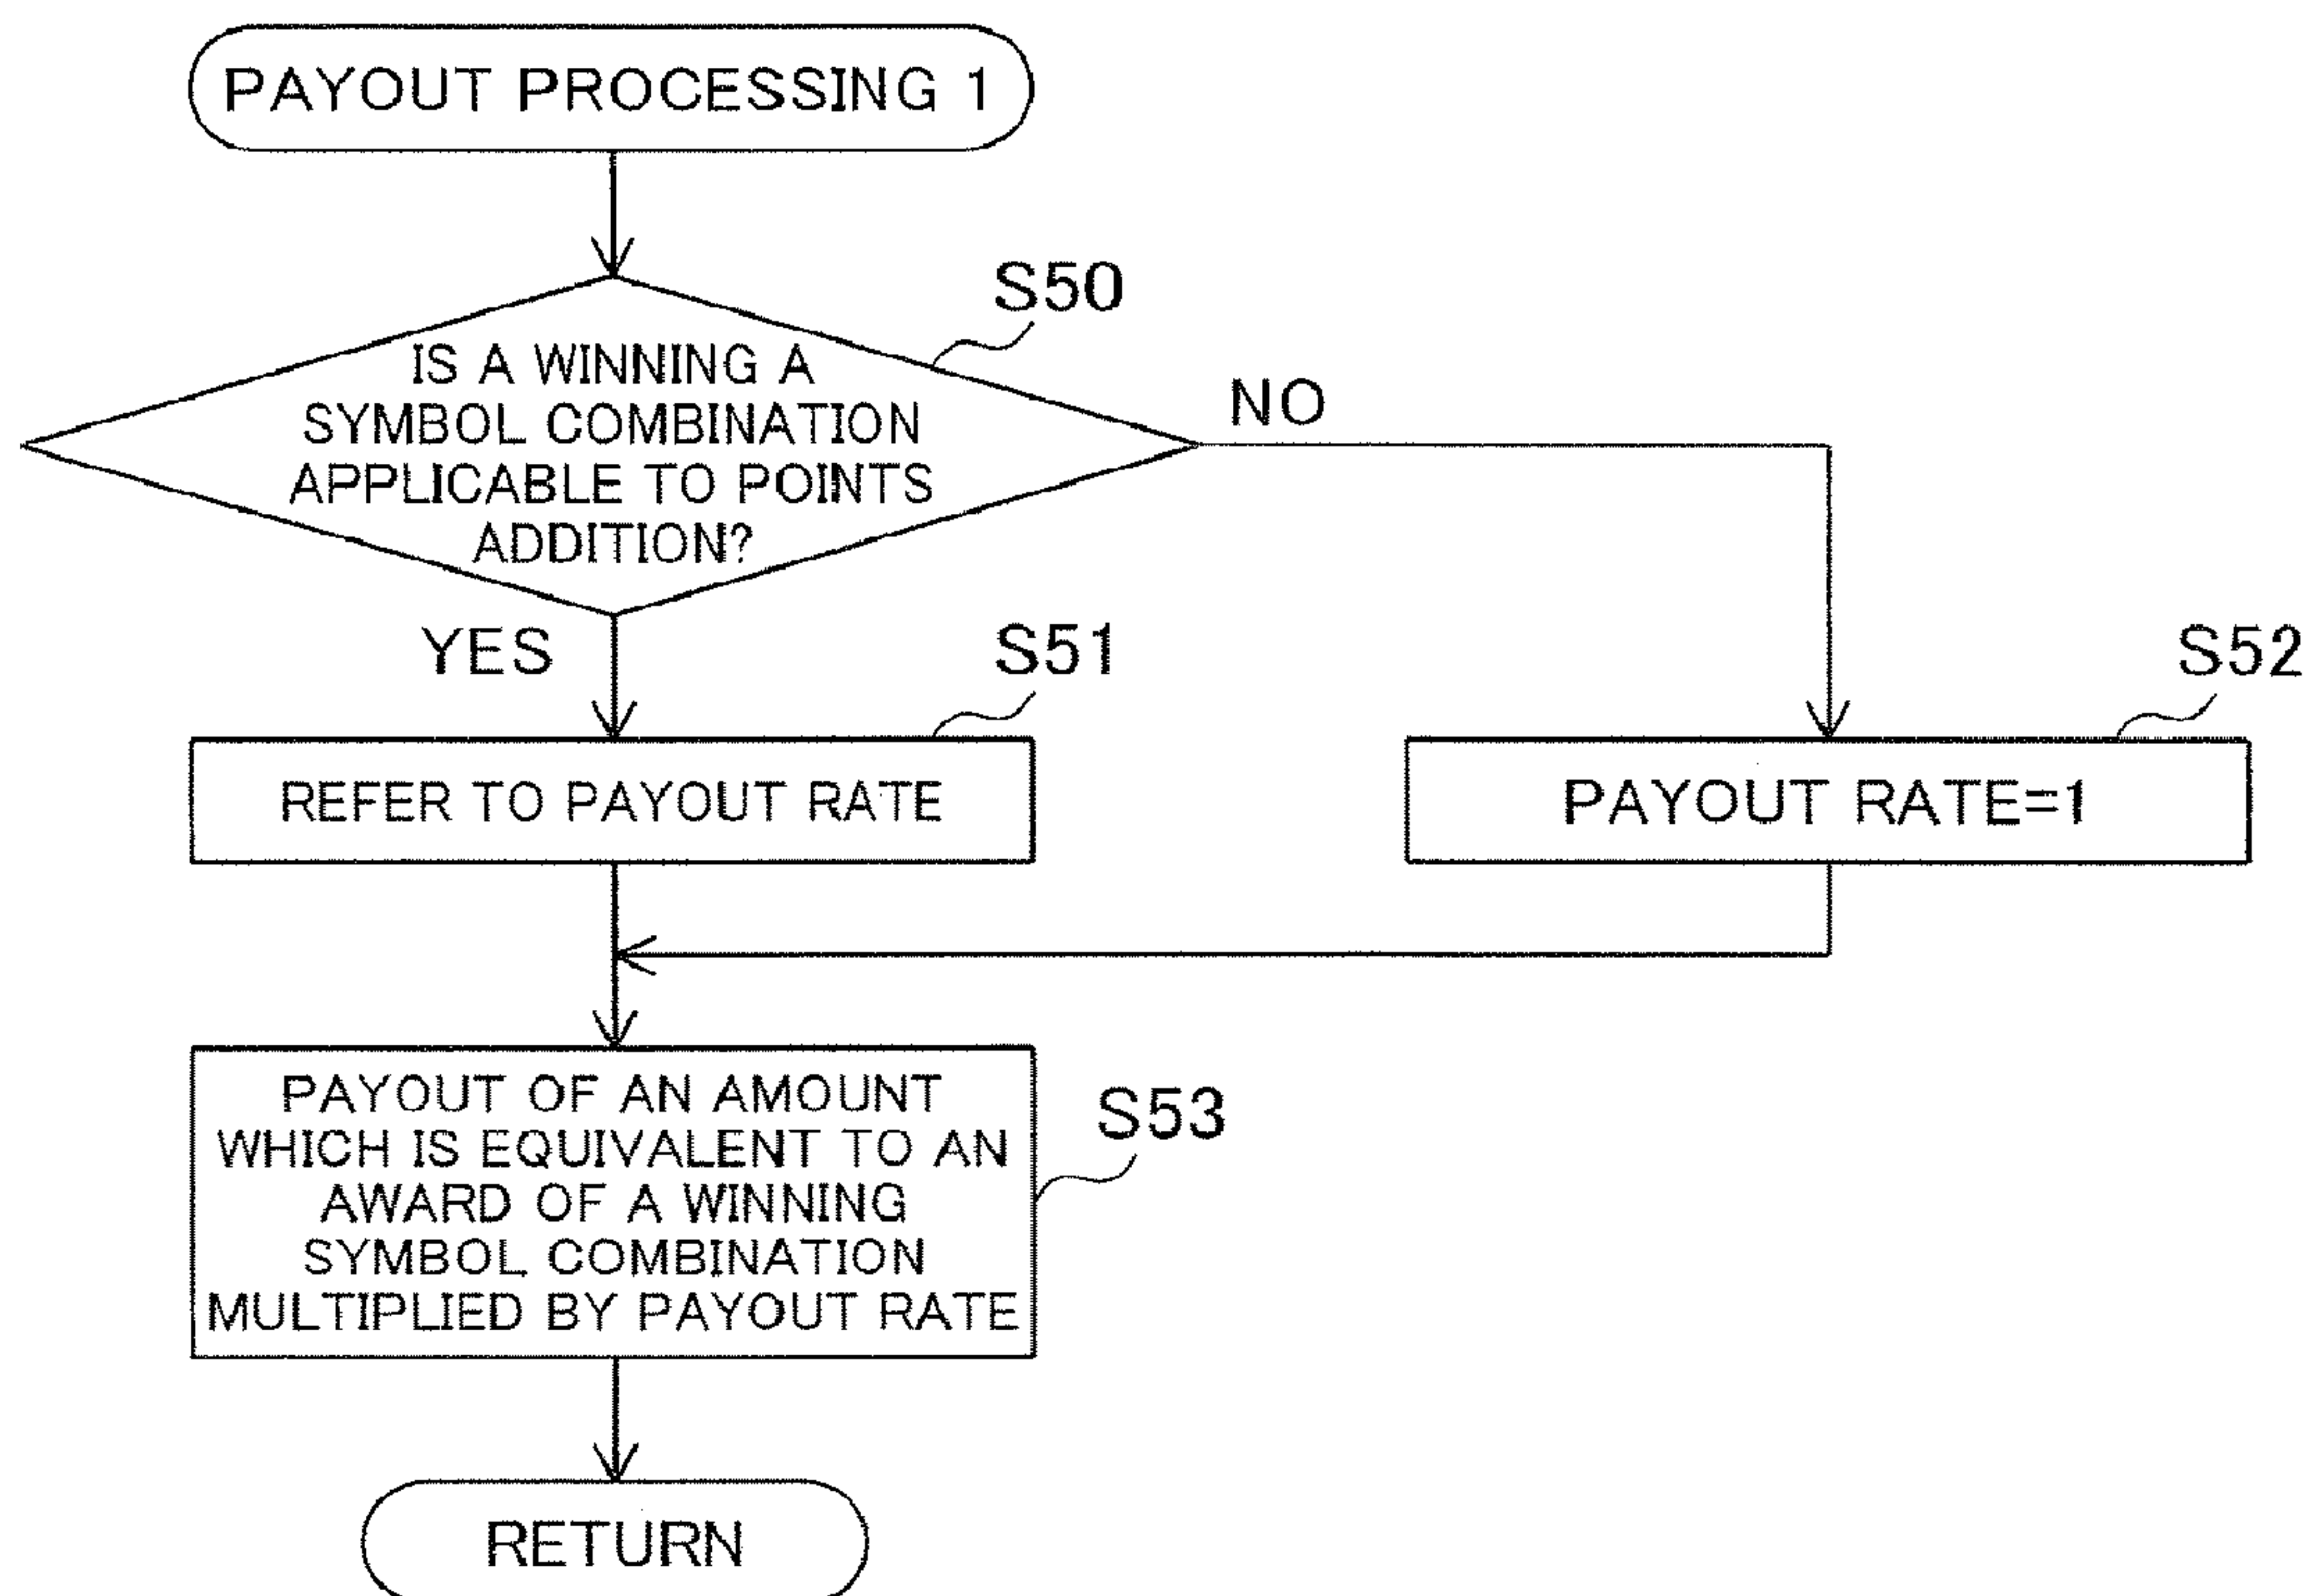 PAYOUT PROCESSING 1
S50
IS A WINNING A
SYMBOL COMBINATION
APPLICABLE TO POINTS
ADDITION?
NO
YES
S51
S52
REFER TO PAYOUT RATE
PAYOUT RATE=1
PAYOUT OF AN AMOUNT
WHICH IS EQUIVALENT TO AN
AWARD OF A WINNING
SYMBOL COMBINATION
MULTIPLIED BY PAYOUT RATE
S53
RETURN